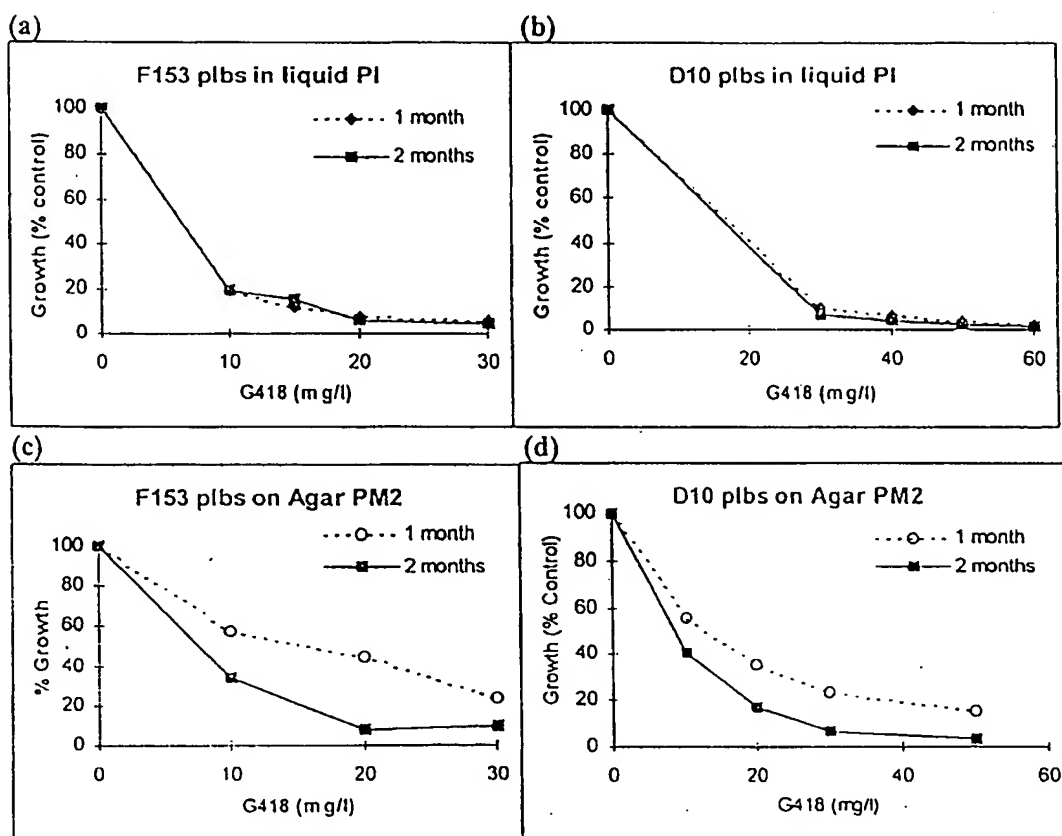 (a)
F153 plbs in liquid PI
1 month
2 months
100
80
60
40
20
0
Growth (% control)
0 10 20 30
G418 (mg/l)
(b)
D10 plbs in liquid PI
1 month
2 months
100
80
60
40
20
0
Growth (% control)
0 20 40 60
G418 (mg/l)
(c)
F153 plbs on Agar PM2
1 month
2 months
100
80
60
40
20
0
% Growth
0 10 20 30
G418 (mg/l)
(d)
D10 plbs on Agar PM2
1 month
2 months
100
80
60
40
20
0
Growth (% Control)
0 20 40 60
G418 (mg/l)